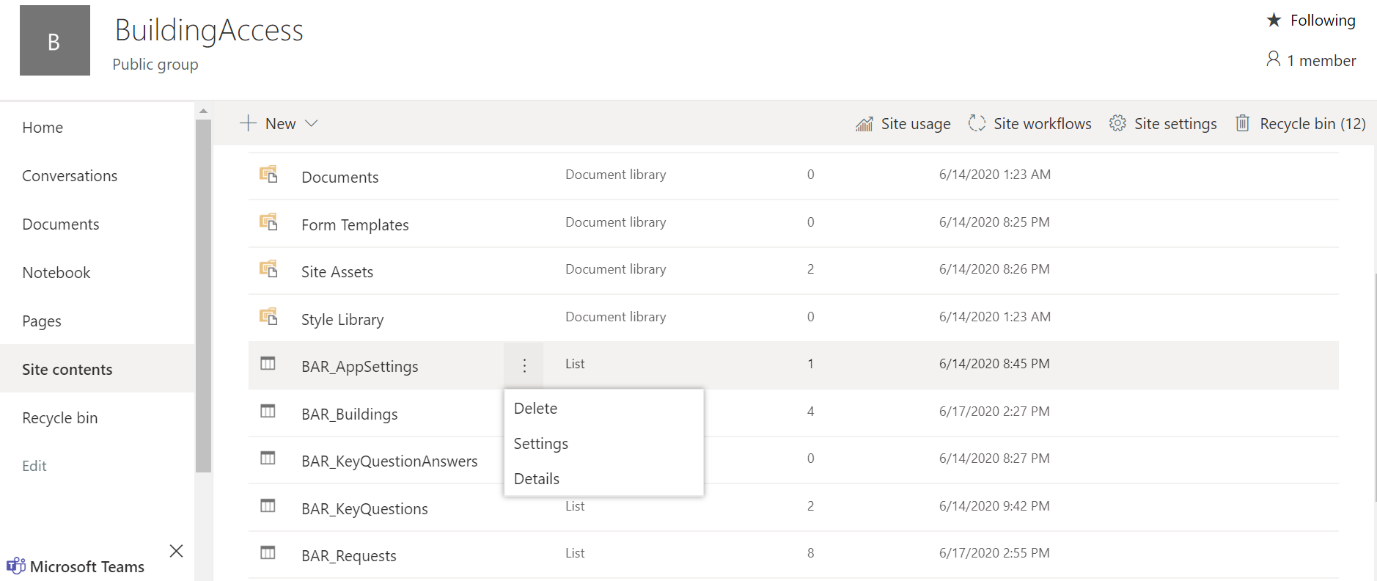 B
BuildingAccess
Public group
Following
1 member
Home
Conversations
Documents
Notebook
Pages
Site contents
Recycle bin
Edit
Microsoft Teams
New
Site usage
Site workflows
Site settings
Recycle bin (12)
Documents Document library 0 6/14/2020 1:23 AM
Form Templates Document library 0 6/14/2020 8:25 PM
Site Assets Document library 2 6/14/2020 8:26 PM
Style Library Document library 0 6/14/2020 1:23 AM
BAR_AppSettings List 1 6/14/2020 8:45 PM
BAR_Buildings 4 6/17/2020 2:27 PM
BAR_KeyQuestionAnswers 0 6/14/2020 8:27 PM
BAR_KeyQuestions List 2 6/14/2020 9:42 PM
BAR_Requests List 8 6/17/2020 2:55 PM
Delete
Settings
Details